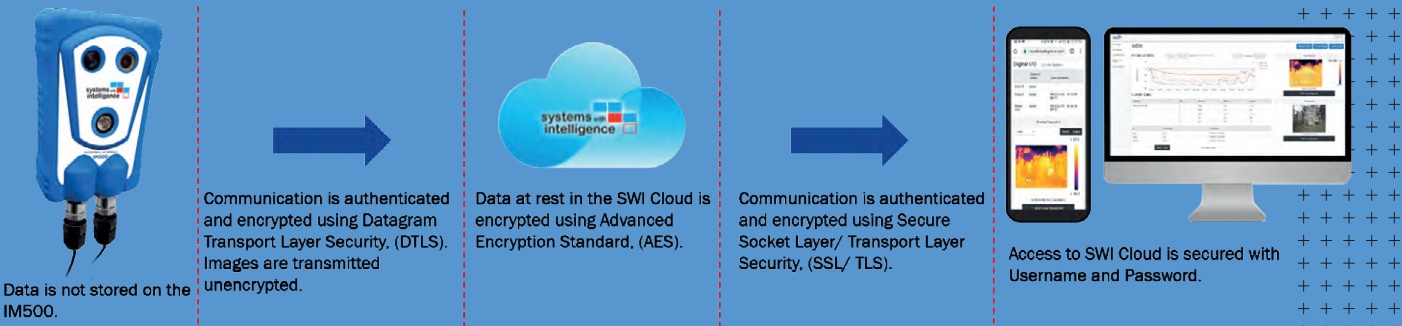 systems with
intelligence
IM500
Data is not stored on the
IM500.
Communication is authenticated
and encrypted using Datagram
Transport Layer Security, (DTLS).
Images are transmitted
unencrypted.
systems with
intelligence
Data at rest in the SWI Cloud is
encrypted using Advanced
Encryption Standard, (AES).
Communication is authenticated
and encrypted using Secure
Socket Layer/ Transport Layer
Security, (SSL/ TLS).
Digital I/O
Access to SWI Cloud is secured with
Username and Password.